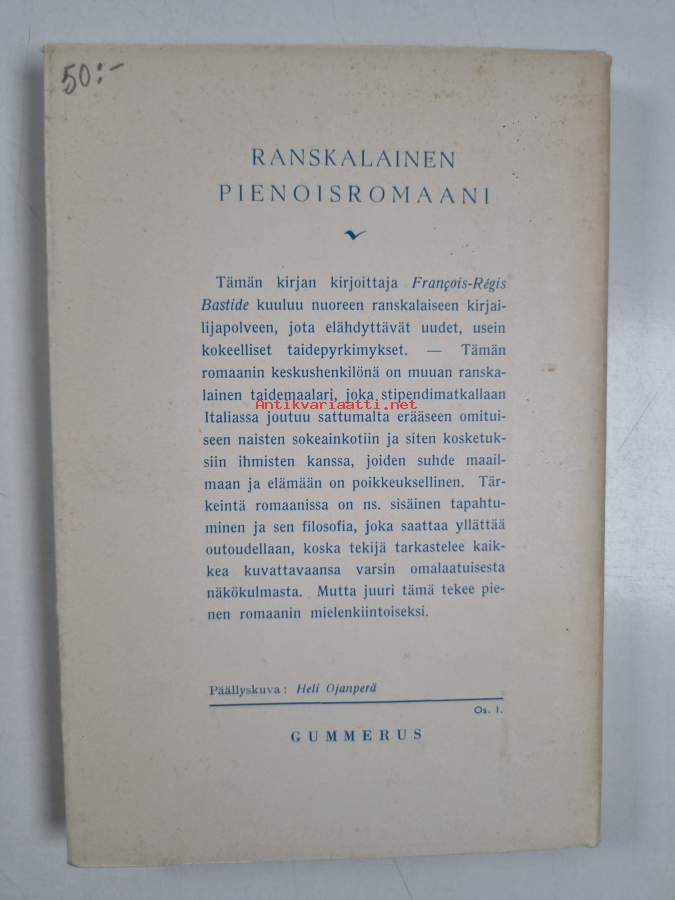 50:-
RANSKALAINEN
PIENOISROMAANI
Tämän kirjan kirjoittaja François-Régis
Bastide kuuluu nuoreen ranskalaiseen kirjai-
lijapolveen, jota elähdyttävät uudet, usein
kokeelliset taidepyrkimykset. — Tämän
romaanin keskushenkilönä on muuan ranska-
lainen taidemaalari, joka stipendimatkallaan
Antikvariaatti.net
Italiassa joutuu sattumalta erääseen omitui-
seen naisten sokeainkotiin ja siten kosketuk-
siin ihmisten kanssa, joiden suhde maail-
maan ja elämään on poikkeuksellinen. Tär-
keintä romaanissa on ns. sisäinen tapahtu-
minen ja sen filosofia, joka saattaa yllättää
outoudellaan, koska tekijä tarkastelee kaik-
kea kuvattavaansa varsin omalaatuisesta
näkökulmasta. Mutta juuri tämä tekee pie-
nen romaanin mielenkiintoiseksi.
Päällyskuva: Heli Ojanperä
Os. 1.
GUMMERUS